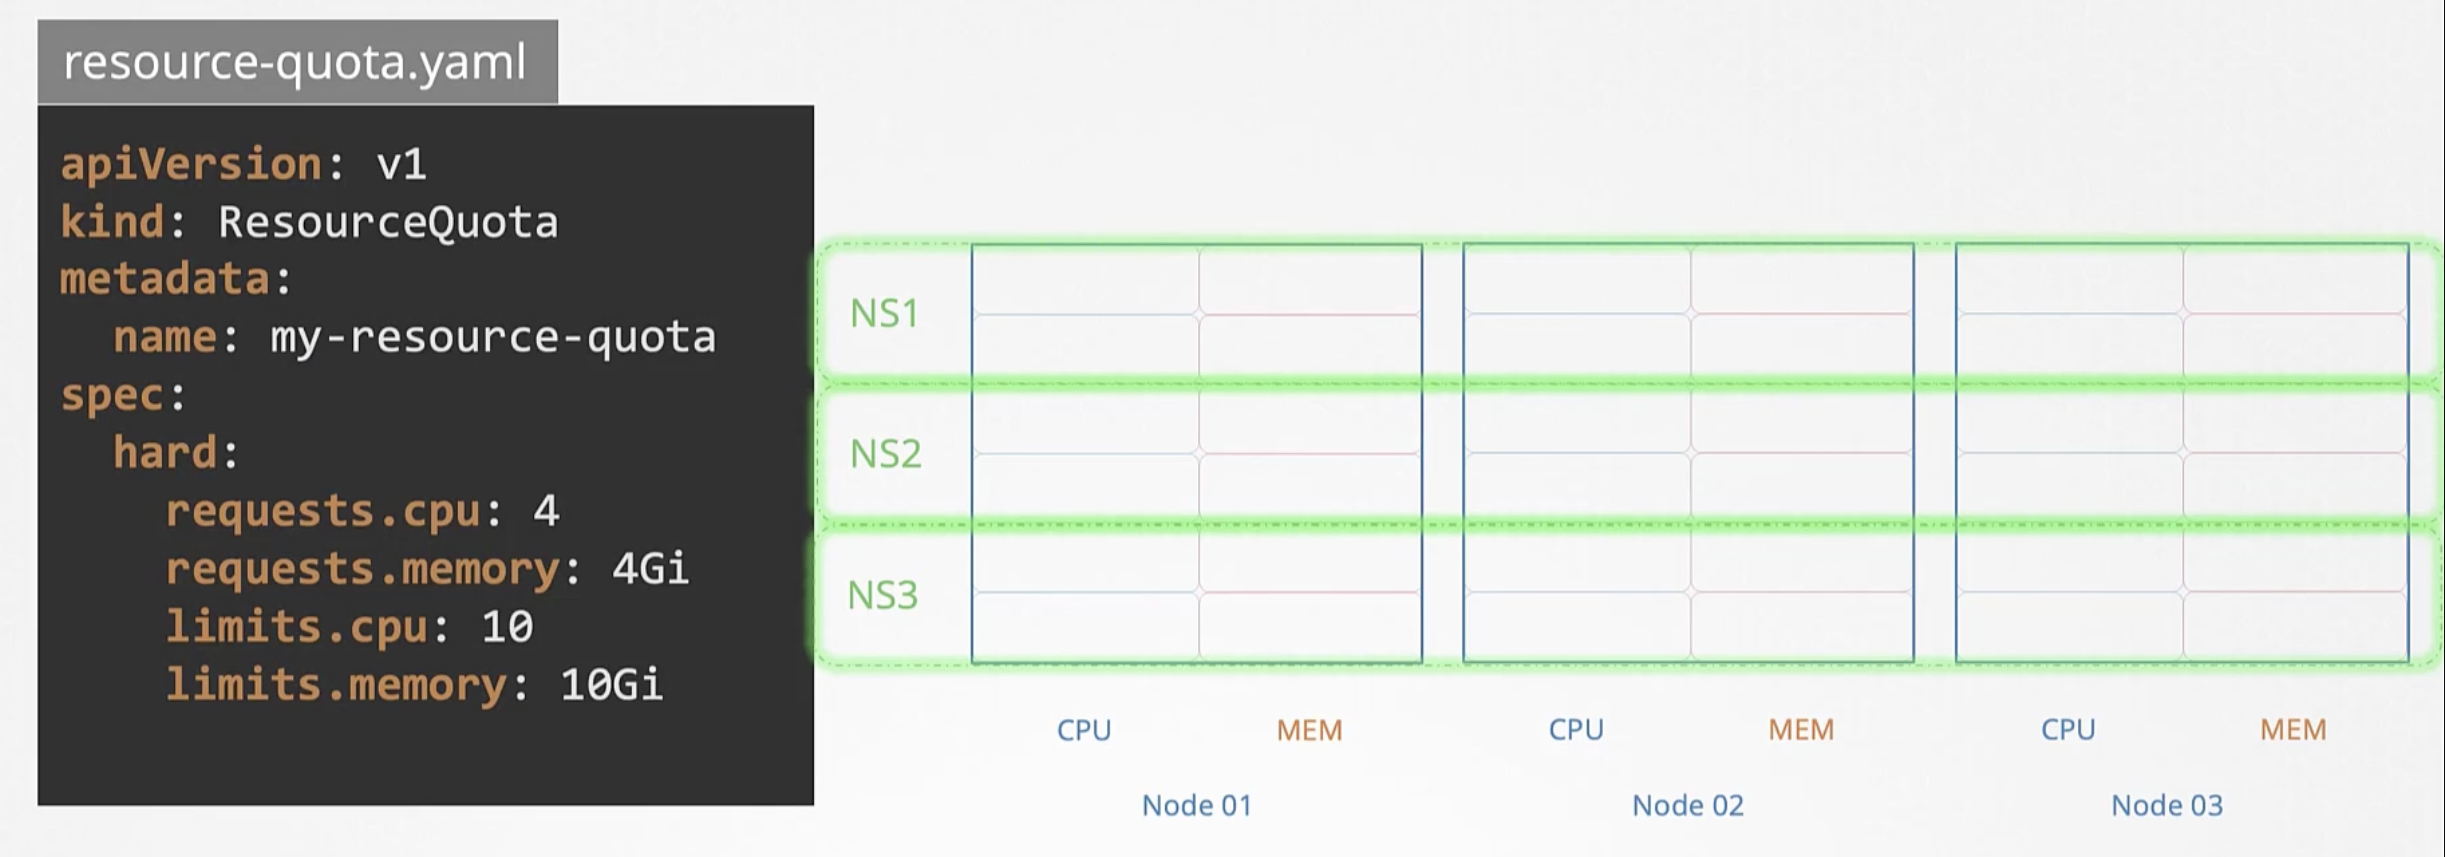 resource-quota.yaml
apiVersion: v1
kind: ResourceQuota
metadata:
  name: my-resource-quota
spec:
  hard:
    requests.cpu: 4
    requests.memory: 4Gi
    limits.cpu: 10
    limits.memory: 10Gi
NS1
NS2
NS3
CPU MEM CPU MEM CPU MEM
Node 01 Node 02 Node 03